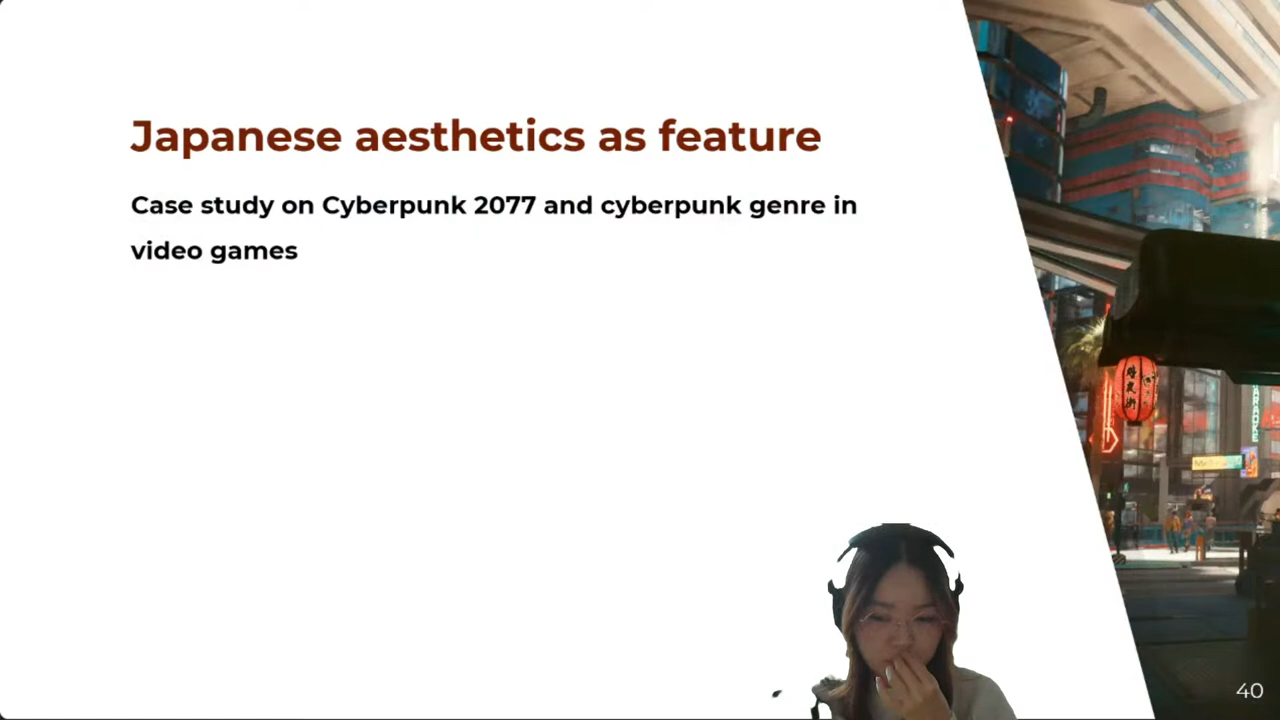 Japanese aesthetics as feature
Case study on Cyberpunk 2077 and cyberpunk genre in
video games
40